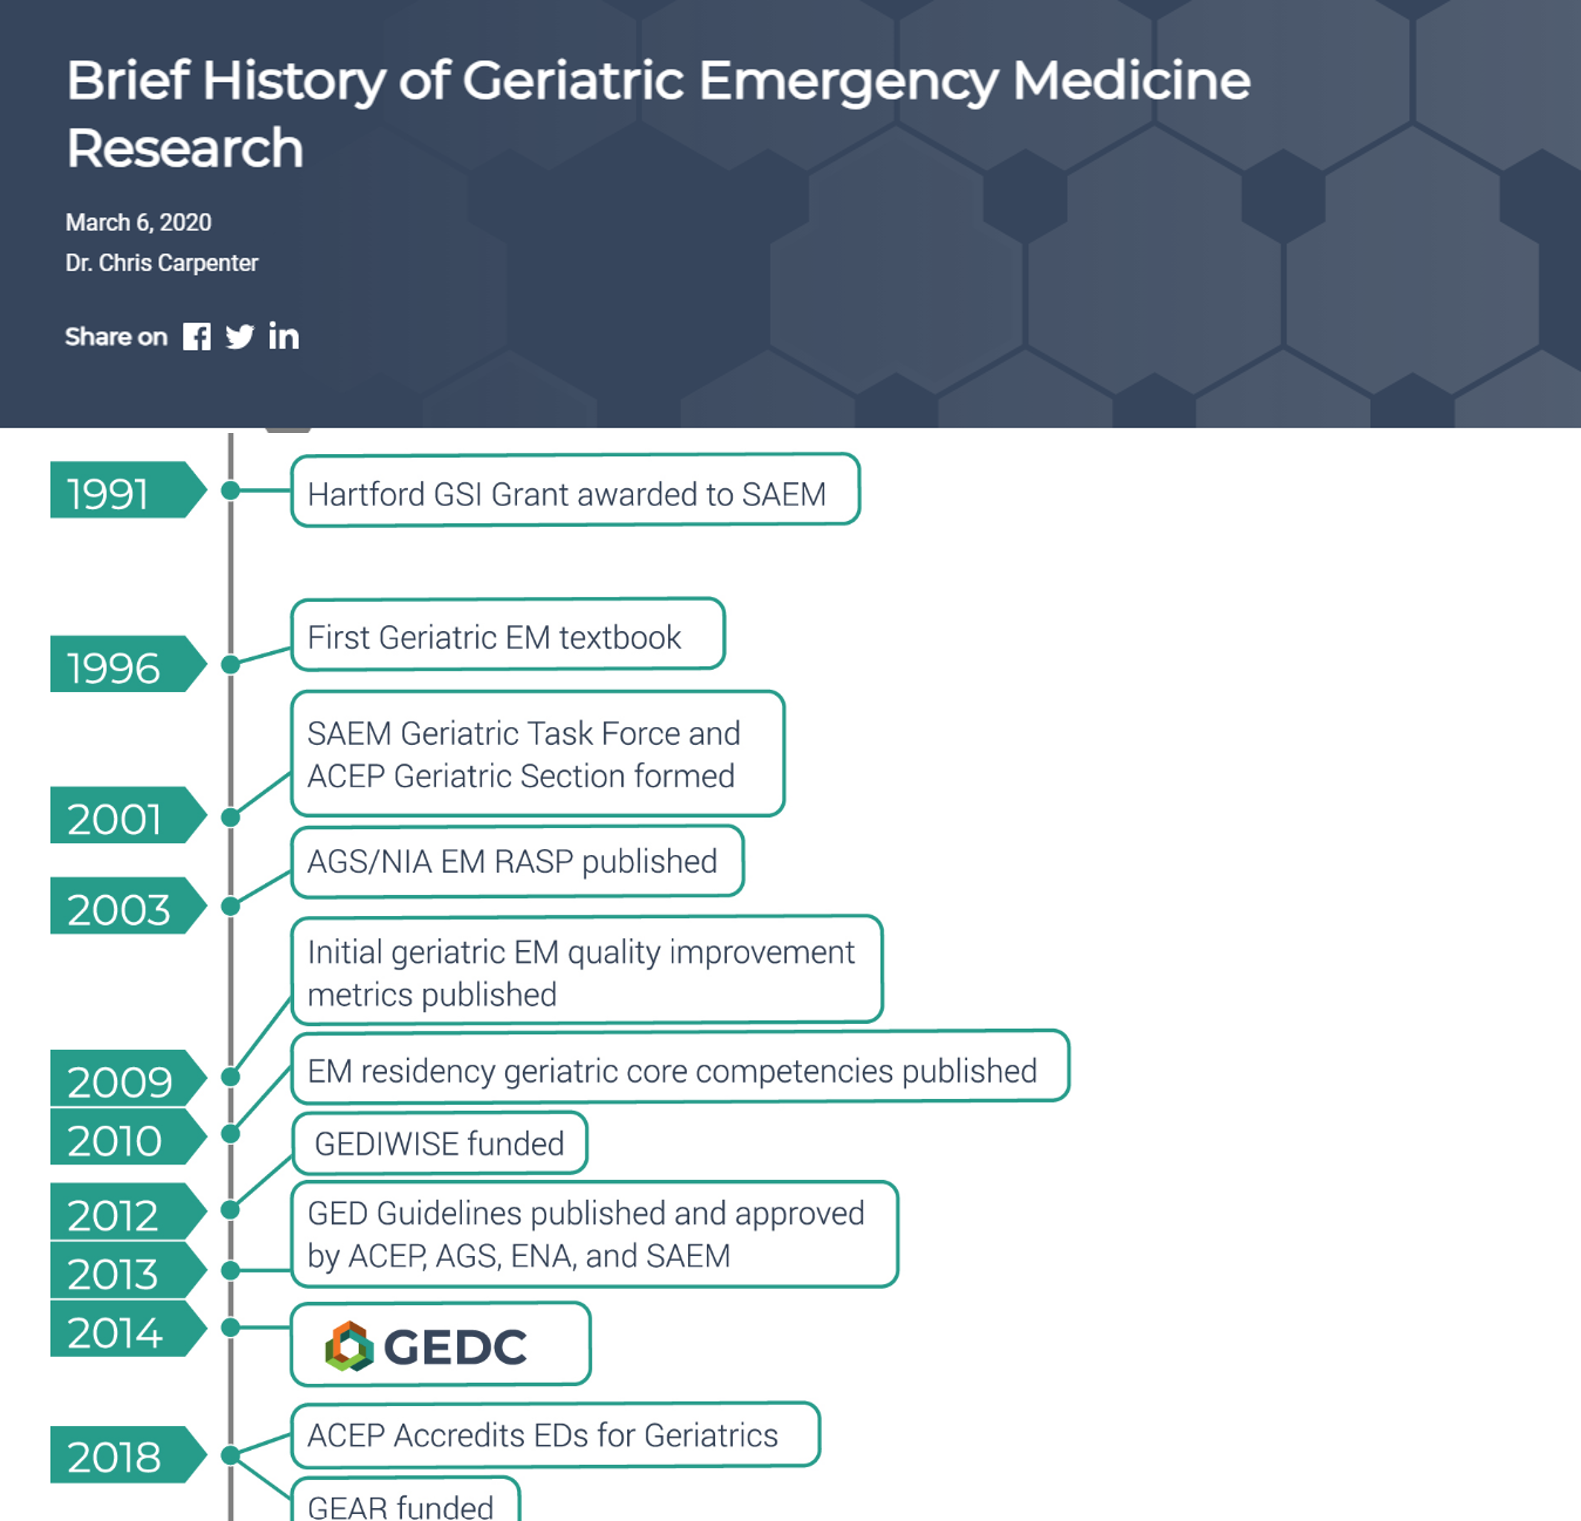 Brief History of Geriatric Emergency Medicine
Research
March 6, 2020
Dr. Chris Carpenter
Share on
1991
Hartford GSI Grant awarded to SAEM
1996
First Geriatric EM textbook
2001
SAEM Geriatric Task Force and
ACEP Geriatric Section formed
2003
AGS/NIA EM RASP published
2009
Initial geriatric EM quality improvement
metrics published
2010
EM residency geriatric core competencies published
2012
GEDIWISE funded
2013
GED Guidelines published and approved
by ACEP, AGS, ENA, and SAEM
2014
GEDC
2018
ACEP Accredits EDs for Geriatrics
GEAR funded